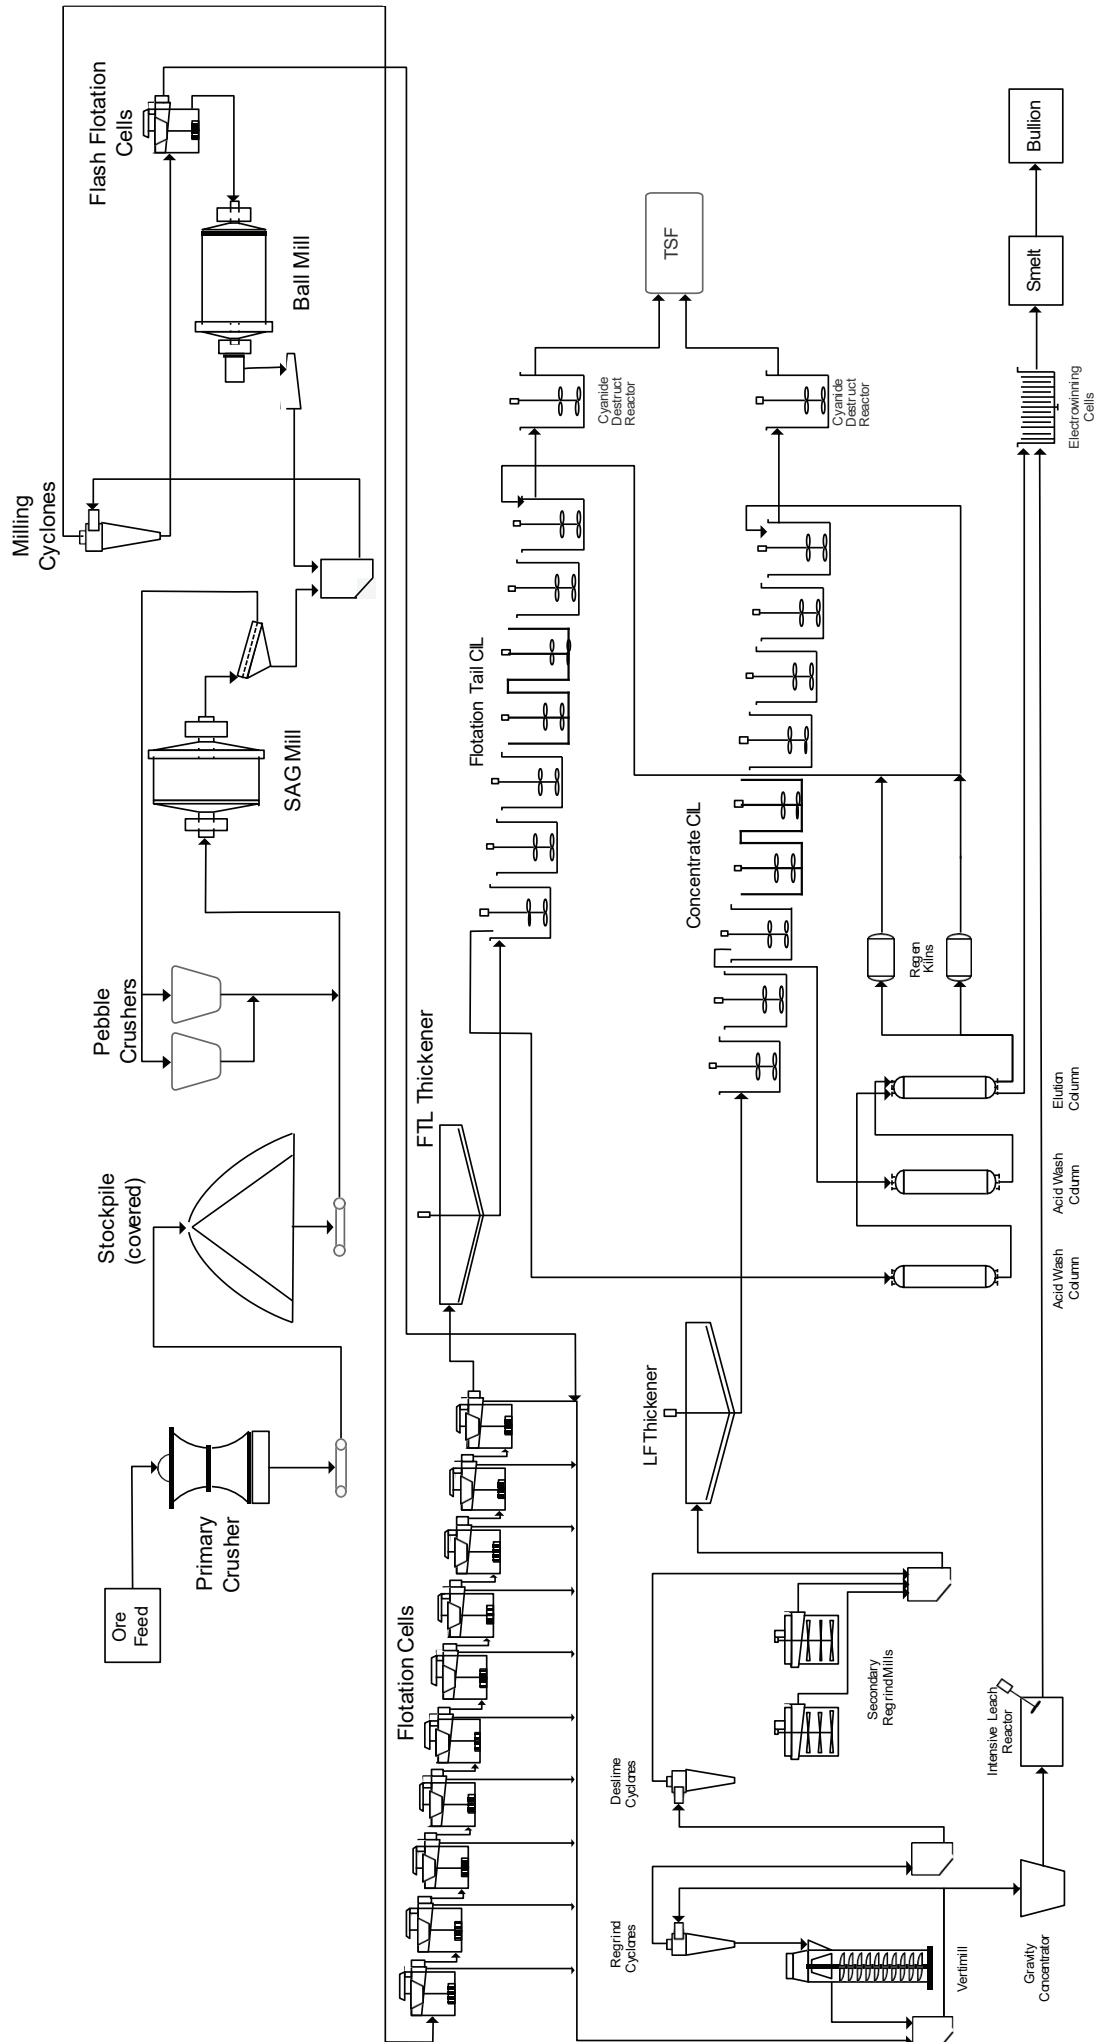 Ore
Feed
Primary
Crusher
Stockpile
(covered)
Pebble
Crushers
SAG Mill
Milling
Cyclones
Ball Mill
Flash Flotation
Cells
Flotation Cells
FTL Thickener
Flotation Tail CIL
Cyanide
Destruct
Reactor
TSF
LF Thickener
Concentrate CIL
Cyanide
Destruct
Reactor
Regrind
Cyclones
Deslime
Cyclones
Secondary
Regrind Mills
Vertimill
Gravity
Concentrator
Intensive Leach
Reactor
Acid Wash
Column
Acid Wash
Column
Elution
Column
Regen
Kilns
Electrowinning
Cells
Smelt
Bullion